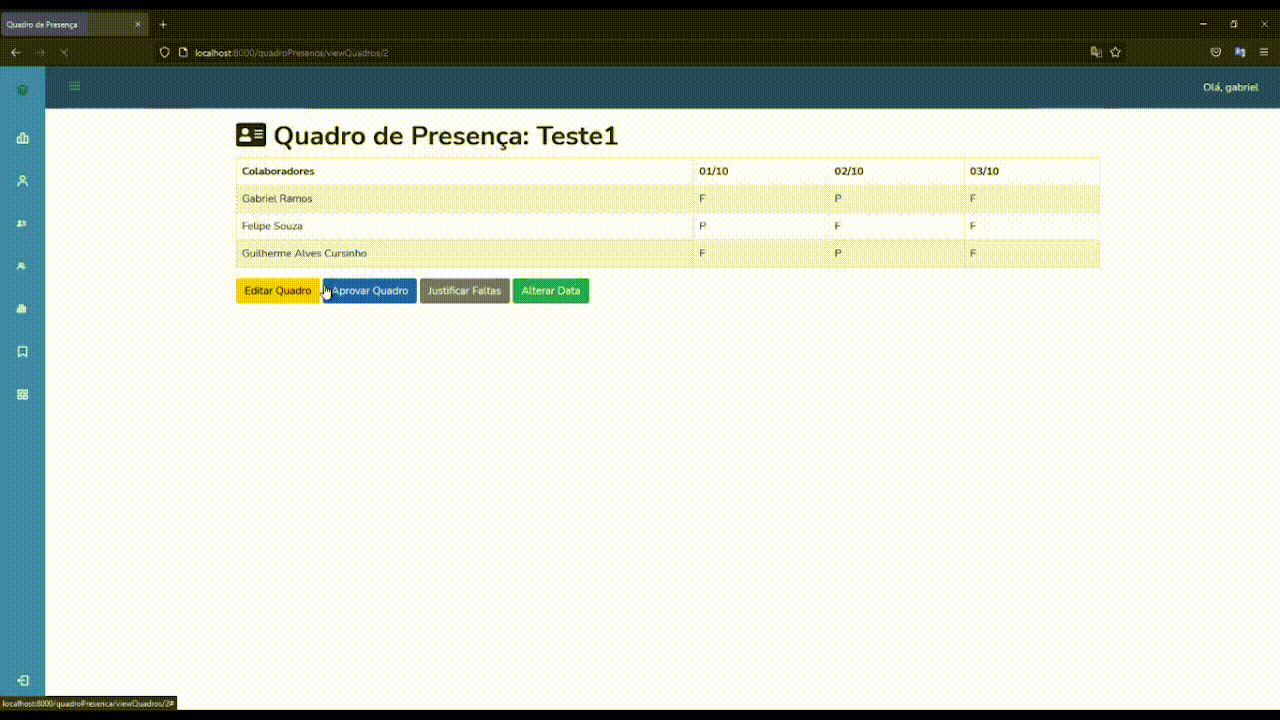 Quadro de Presença
localhost:8000/quadroPresenca/viewQuadros/2
Olá, gabriel
Quadro de Presença: Teste1
Colaboradores 01/10 02/10 03/10
Gabriel Ramos F P F
Felipe Souza P F F
Guilherme Alves Cursinho F P F
Editar Quadro Aprovar Quadro Justificar Faltas Alterar Data
localhost:8000/quadroPresenca/viewQuadros/2#